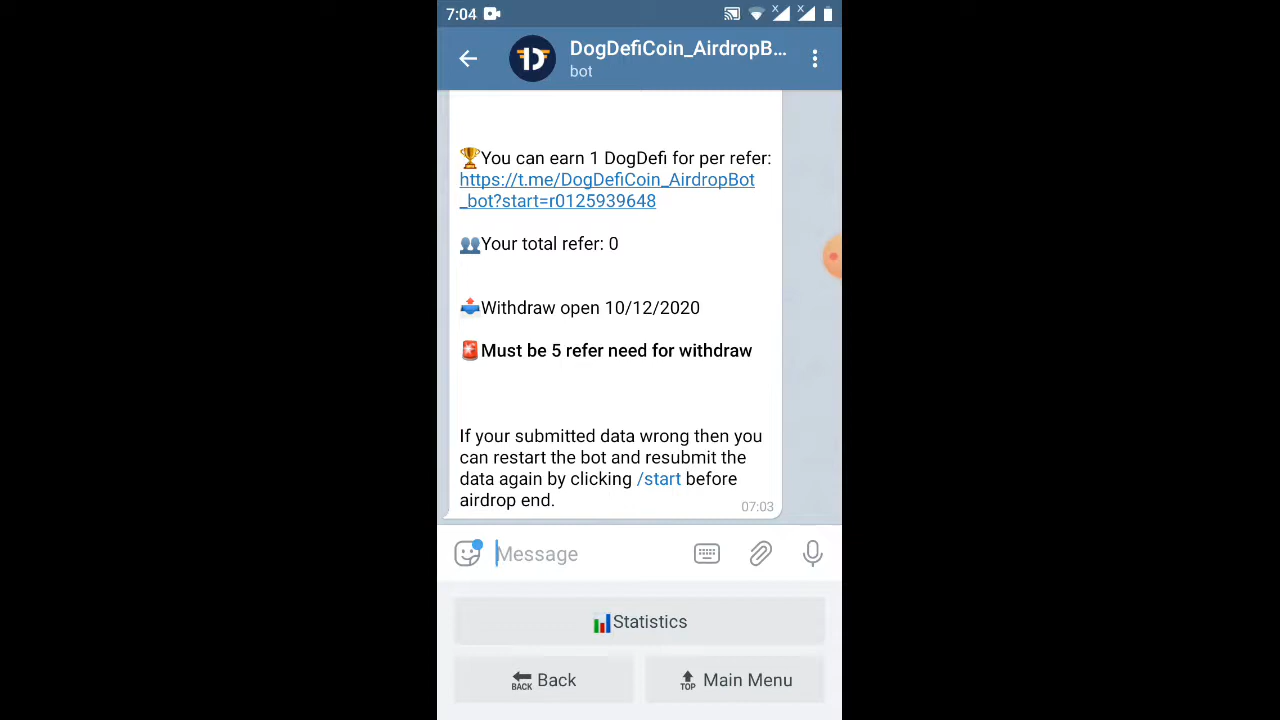 7:04
DogDefiCoin_AirdropB...
bot
🏆You can earn 1 DogDefi for per refer:
https://t.me/DogDefiCoin_AirdropBot
_bot?start=r0125939648
👥Your total refer: 0
📤Withdraw open 10/12/2020
🚨Must be 5 refer need for withdraw
If your submitted data wrong then you
can restart the bot and resubmit the
data again by clicking /start before
airdrop end.
07:03
Message
📊Statistics
🔙 Back
🔝 Main Menu